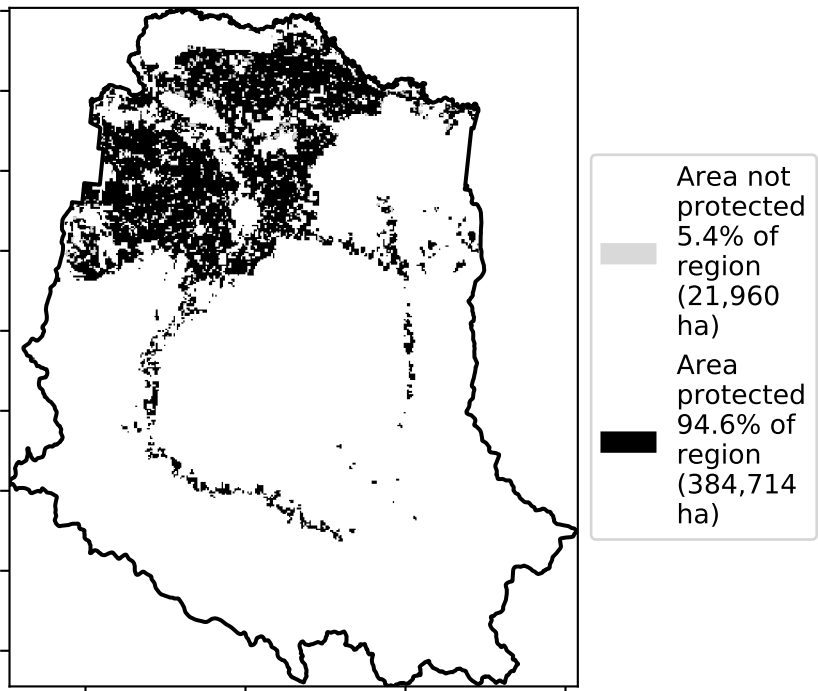 Area not
protected
5.4% of
region
(21,960
ha)
Area
protected
94.6% of
region
(384,714
ha)